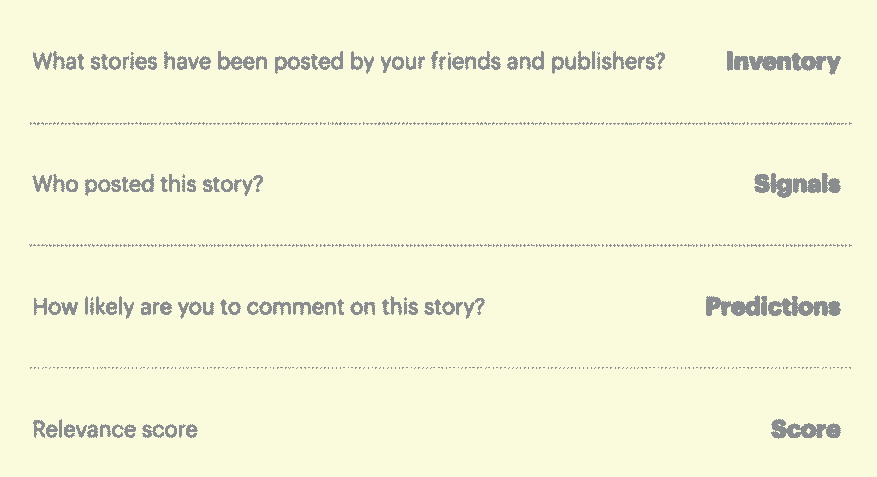 What stories have been posted by your friends and publishers? Inventory
Who posted this story? Signals
How likely are you to comment on this story? Predictions
Relevance score Score